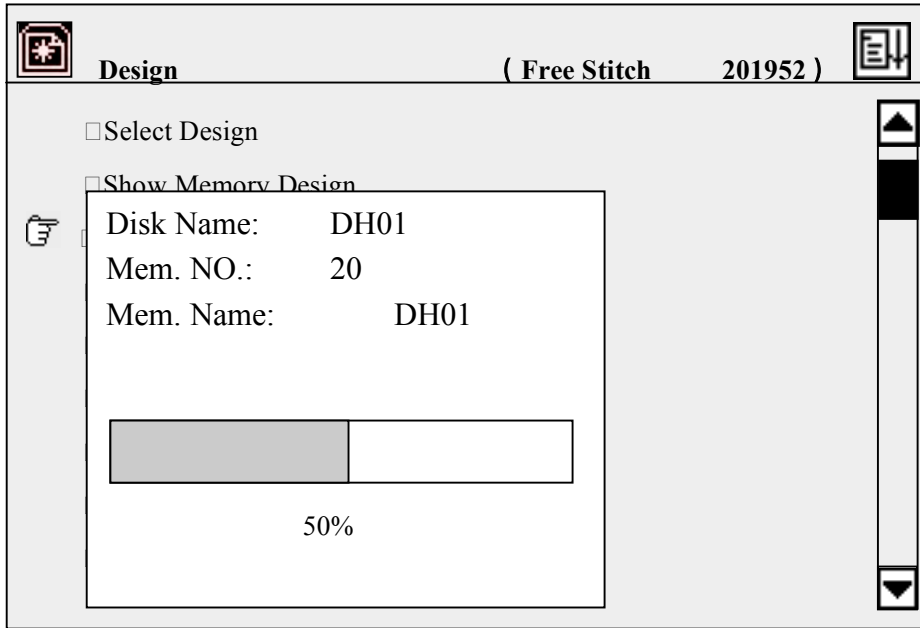 Design (Free Stitch 201952)
□Select Design
□Show Memory Design
Disk Name: DH01
Mem. NO.: 20
Mem. Name: DH01
50%